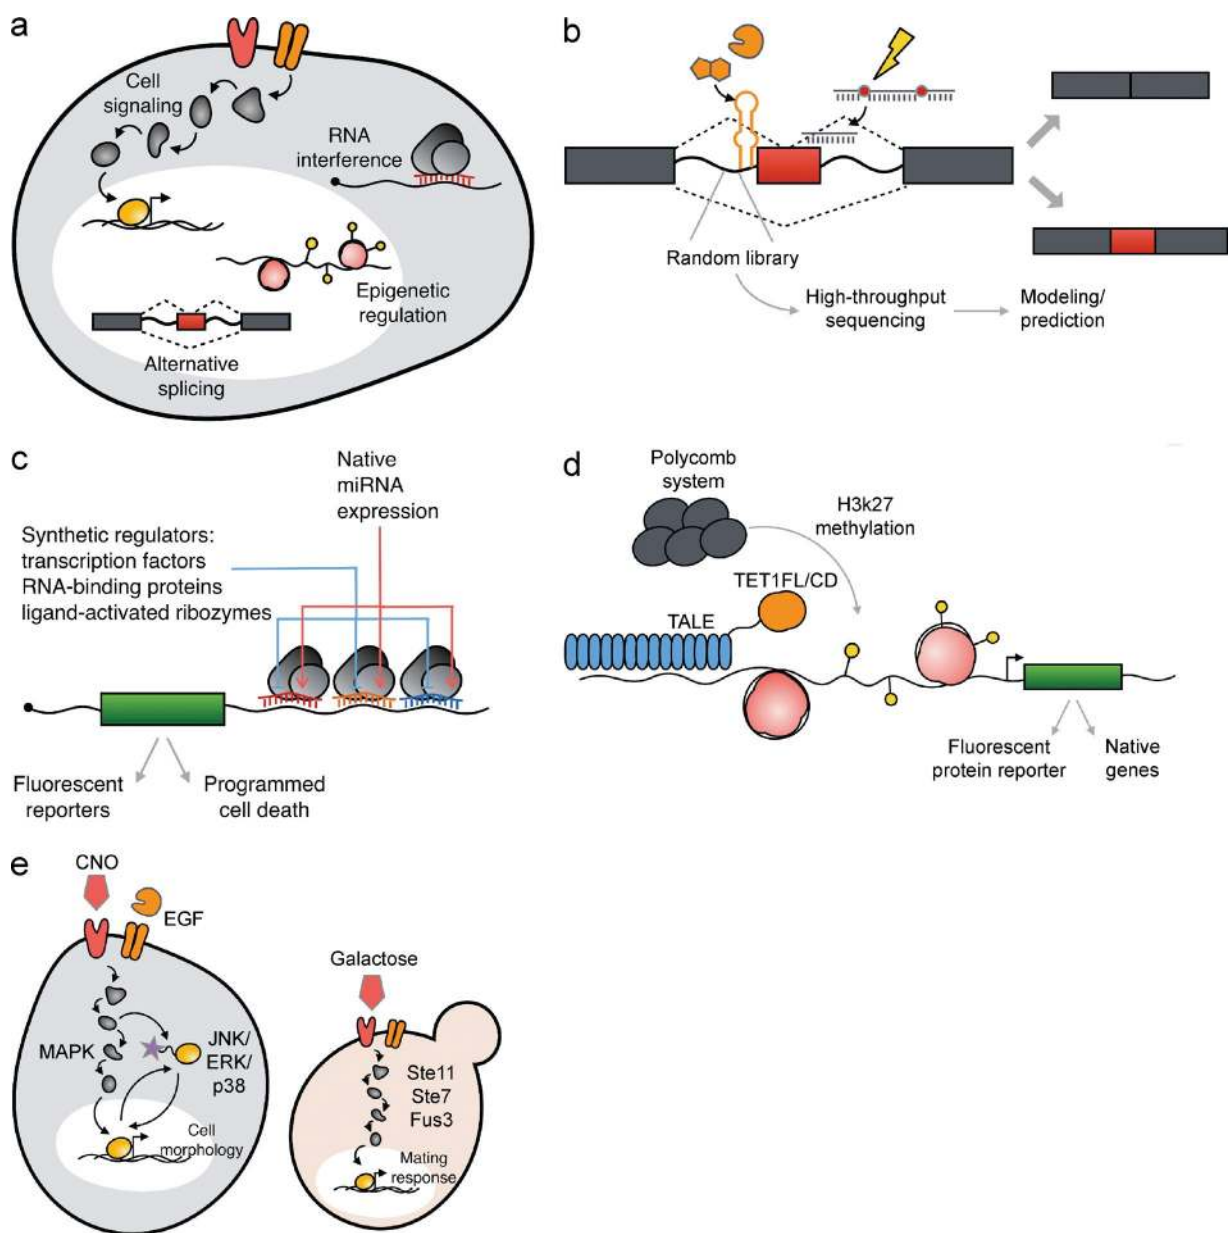 a
Cell
signaling
RNA
interference
Epigenetic
regulation
Alternative
splicing
b
Random library
High-throughput
sequencing
Modeling/
prediction
c
Native
miRNA
expression
Synthetic regulators:
transcription factors
RNA-binding proteins
ligand-activated ribozymes
Fluorescent
reporters
Programmed
cell death
d
Polycomb
system
H3k27
methylation
TET1FL/CD
TALE
Fluorescent
protein reporter
Native
genes
e
CNO
EGF
MAPK
JNK/
ERK/
p38
Cell
morphology
Galactose
Ste11
Ste7
Fus3
Mating
response